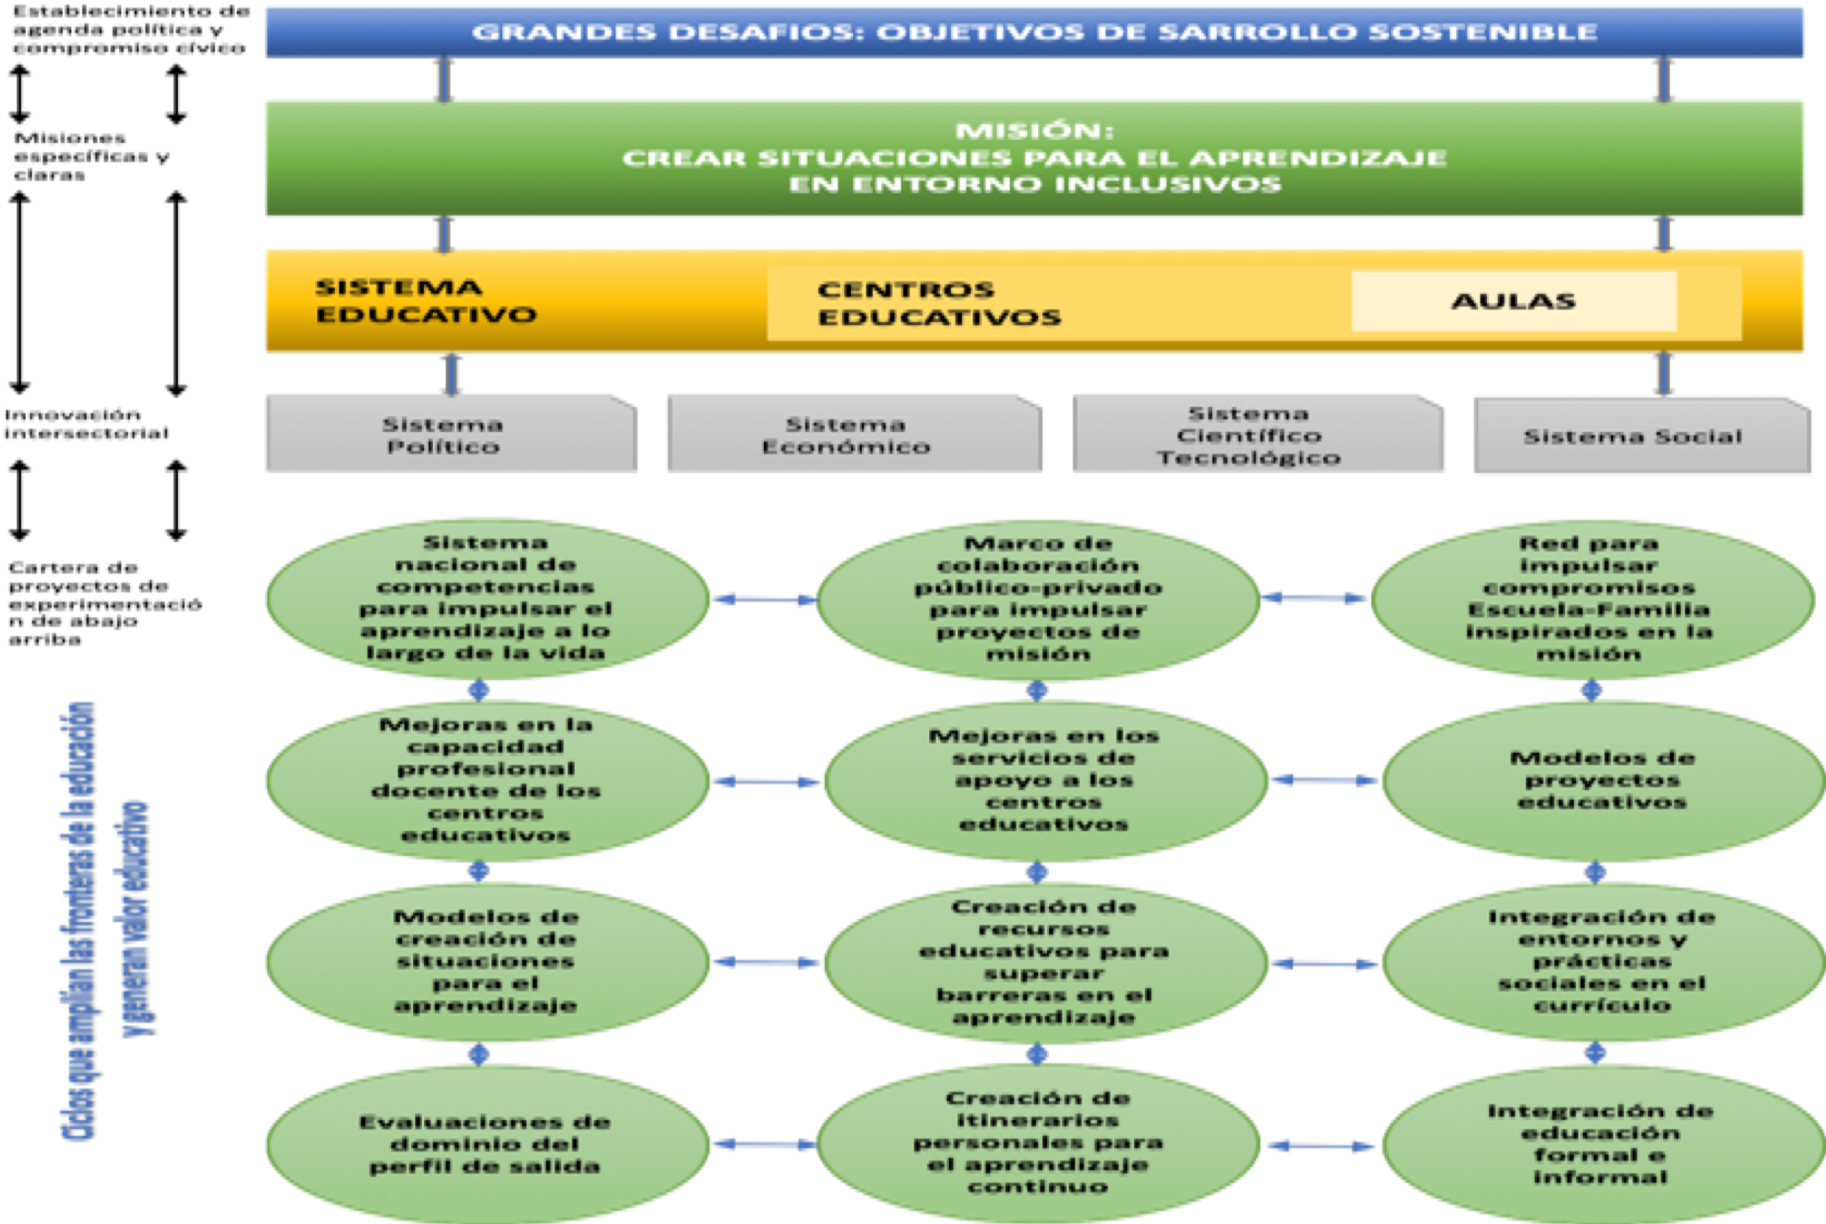 Establecimiento de
agenda política y
compromiso cívico
GRANDES DESAFIOS: OBJETIVOS DE SARROLLO SOSTENIBLE
Misiones
específicas y
claras
MISIÓN:
CREAR SITUACIONES PARA EL APRENDIZAJE
EN ENTORNO INCLUSIVOS
SISTEMA
EDUCATIVO
CENTROS
EDUCATIVOS
AULAS
Innovación
intersectorial
Sistema
Político
Sistema
Económico
Sistema
Científico
Tecnológico
Sistema Social
Cartera de
proyectos de
experimentació
n de abajo
arriba
Sistema
nacional de
competencias
para impulsar el
aprendizaje a lo
largo de la vida
Marco de
colaboración
público-privado
para impulsar
proyectos de
misión
Red para
impulsar
compromisos
Escuela-Familia
inspirados en la
misión
Ciclos que amplían las fronteras de la educación
y generan valor educativo
Mejoras en la
capacidad
profesional
docente de los
centros
educativos
Mejoras en los
servicios de
apoyo a los
centros
educativos
Modelos de
proyectos
educativos
Modelos de
creación de
situaciones
para el
aprendizaje
Creación de
recursos
educativos para
superar
barreras en el
aprendizaje
Integración de
entornos y
prácticas
sociales en el
currículo
Evaluaciones de
dominio del
perfil de salida
Creación de
itinerarios
personales para
el aprendizaje
continuo
Integración de
educación
formal e
informal